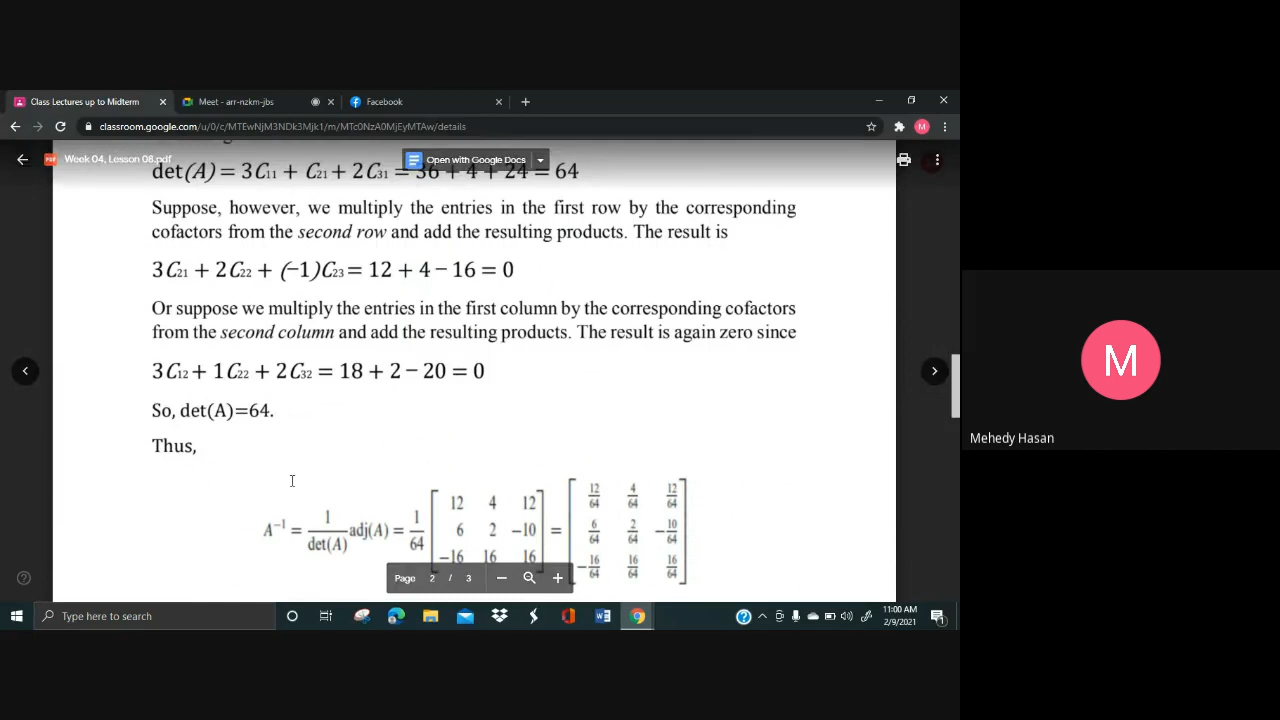 Class Lectures up to Midterm
Meet - arr-nzkm-jbs
Facebook
classroom.google.com/u/0/c/MTEwNjM3NDk3Mjk1/m/MTc0NzA0MjEyMTAw/details
Week 04, Lesson 08.pdf
Open with Google Docs
det(A) = 3C11 + C21 + 2C31 = 36 + 4 + 24 = 64
Suppose, however, we multiply the entries in the first row by the corresponding
cofactors from the second row and add the resulting products. The result is
3C21 + 2C22 + (−1)C23 = 12 + 4 − 16 = 0
Or suppose we multiply the entries in the first column by the corresponding cofactors
from the second column and add the resulting products. The result is again zero since
3C12 + 1C22 + 2C32 = 18 + 2 − 20 = 0
So, det(A)=64.
Thus,
A⁻¹ = 1/det(A) adj(A) = 1/64 [12 4 12; 6 2 −10; −16 16 16] = [12/64 4/64 12/64; 6/64 2/64 −10/64; −16/64 16/64 16/64]
Page 2 / 3
M
Mehedy Hasan
Type here to search
11:00 AM
2/9/2021